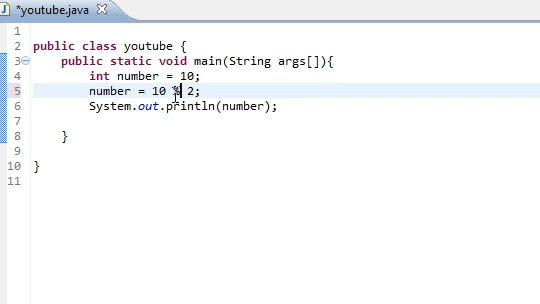 *youtube.java
1
2 public class youtube {
3 public static void main(String args[]){
4 int number = 10;
5 number = 10 % 2;
6 System.out.println(number);
7
8 }
9
10 }
11